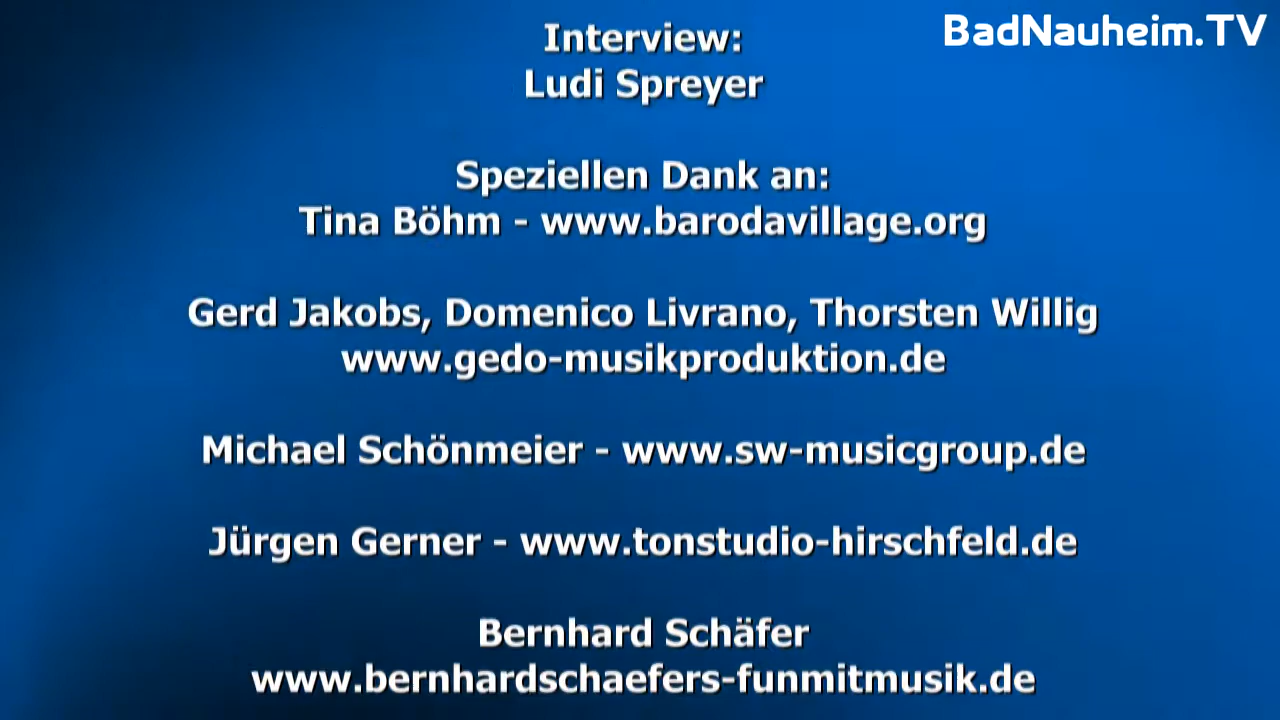 BadNauheim.TV
Interview:
Ludi Spreyer
Speziellen Dank an:
Tina Böhm - www.barodavillage.org
Gerd Jakobs, Domenico Livrano, Thorsten Willig
www.gedo-musikproduktion.de
Michael Schönmeier - www.sw-musicgroup.de
Jürgen Gerner - www.tonstudio-hirschfeld.de
Bernhard Schäfer
www.bernhardschaefers-funmitmusik.de